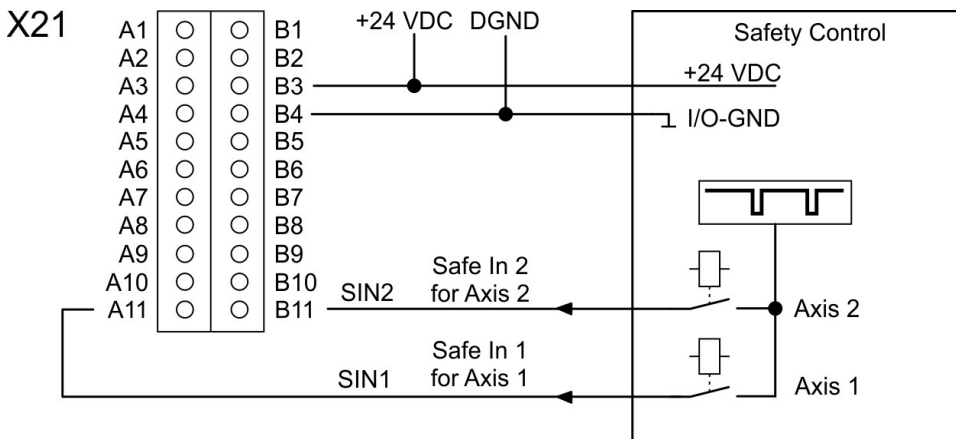 X21
+24 VDC DGND
Safety Control
A1 B1
A2 B2
A3 B3
+24 VDC
A4 B4
I/O-GND
A5 B5
A6 B6
A7 B7
A8 B8
A9 B9
A10 B10
A11 B11
SIN2
Safe In 2
for Axis 2
Axis 2
SIN1
Safe In 1
for Axis 1
Axis 1